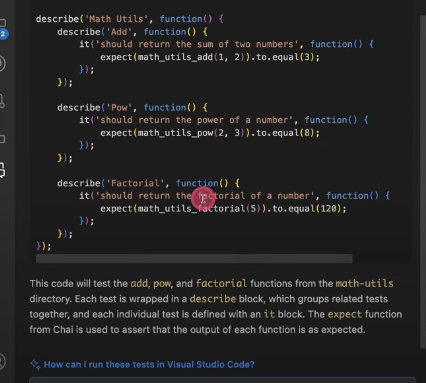 describe('Math Utils', function() {
describe('Add', function() {
it('should return the sum of two numbers', function() {
expect(math_utils_add(1, 2)).to.equal(3);
});
});
describe('Pow', function() {
it('should return the power of a number', function() {
expect(math_utils_pow(2, 3)).to.equal(8);
});
});
describe('Factorial', function() {
it('should return the factorial of a number', function() {
expect(math_utils_factorial(5)).to.equal(120);
});
});
});
This code will test the add, pow, and factorial functions from the math-utils
directory. Each test is wrapped in a describe block, which groups related tests
together, and each individual test is defined with an it block. The expect function
from Chai is used to assert that the output of each function is as expected.
How can I run these tests in Visual Studio Code?
2